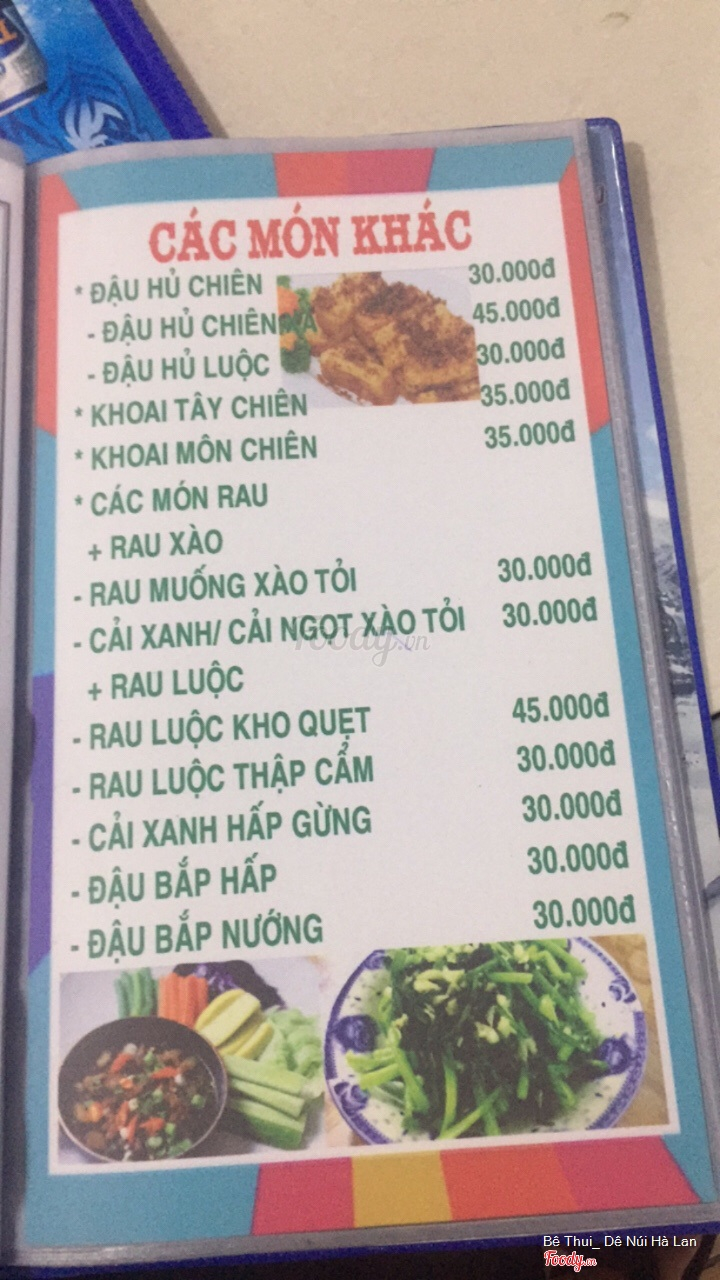 CÁC MÓN KHÁC
* ĐẬU HỦ CHIÊN 30.000đ
- ĐẬU HỦ CHIÊN 45.000đ
- ĐẬU HỦ LUỘC 30.000đ
* KHOAI TÂY CHIÊN 35.000đ
* KHOAI MÔN CHIÊN 35.000đ
* CÁC MÓN RAU
+ RAU XÀO
- RAU MUỐNG XÀO TỎI 30.000đ
- CẢI XANH/ CẢI NGỌT XÀO TỎI 30.000đ
+ RAU LUỘC
- RAU LUỘC KHO QUẸT 45.000đ
- RAU LUỘC THẬP CẨM 30.000đ
- CẢI XANH HẤP GỪNG 30.000đ
- ĐẬU BẮP HẤP 30.000đ
- ĐẬU BẮP NƯỚNG 30.000đ
foody.vn
Bê Thui_ Dê Núi Hà Lan
Foody.vn